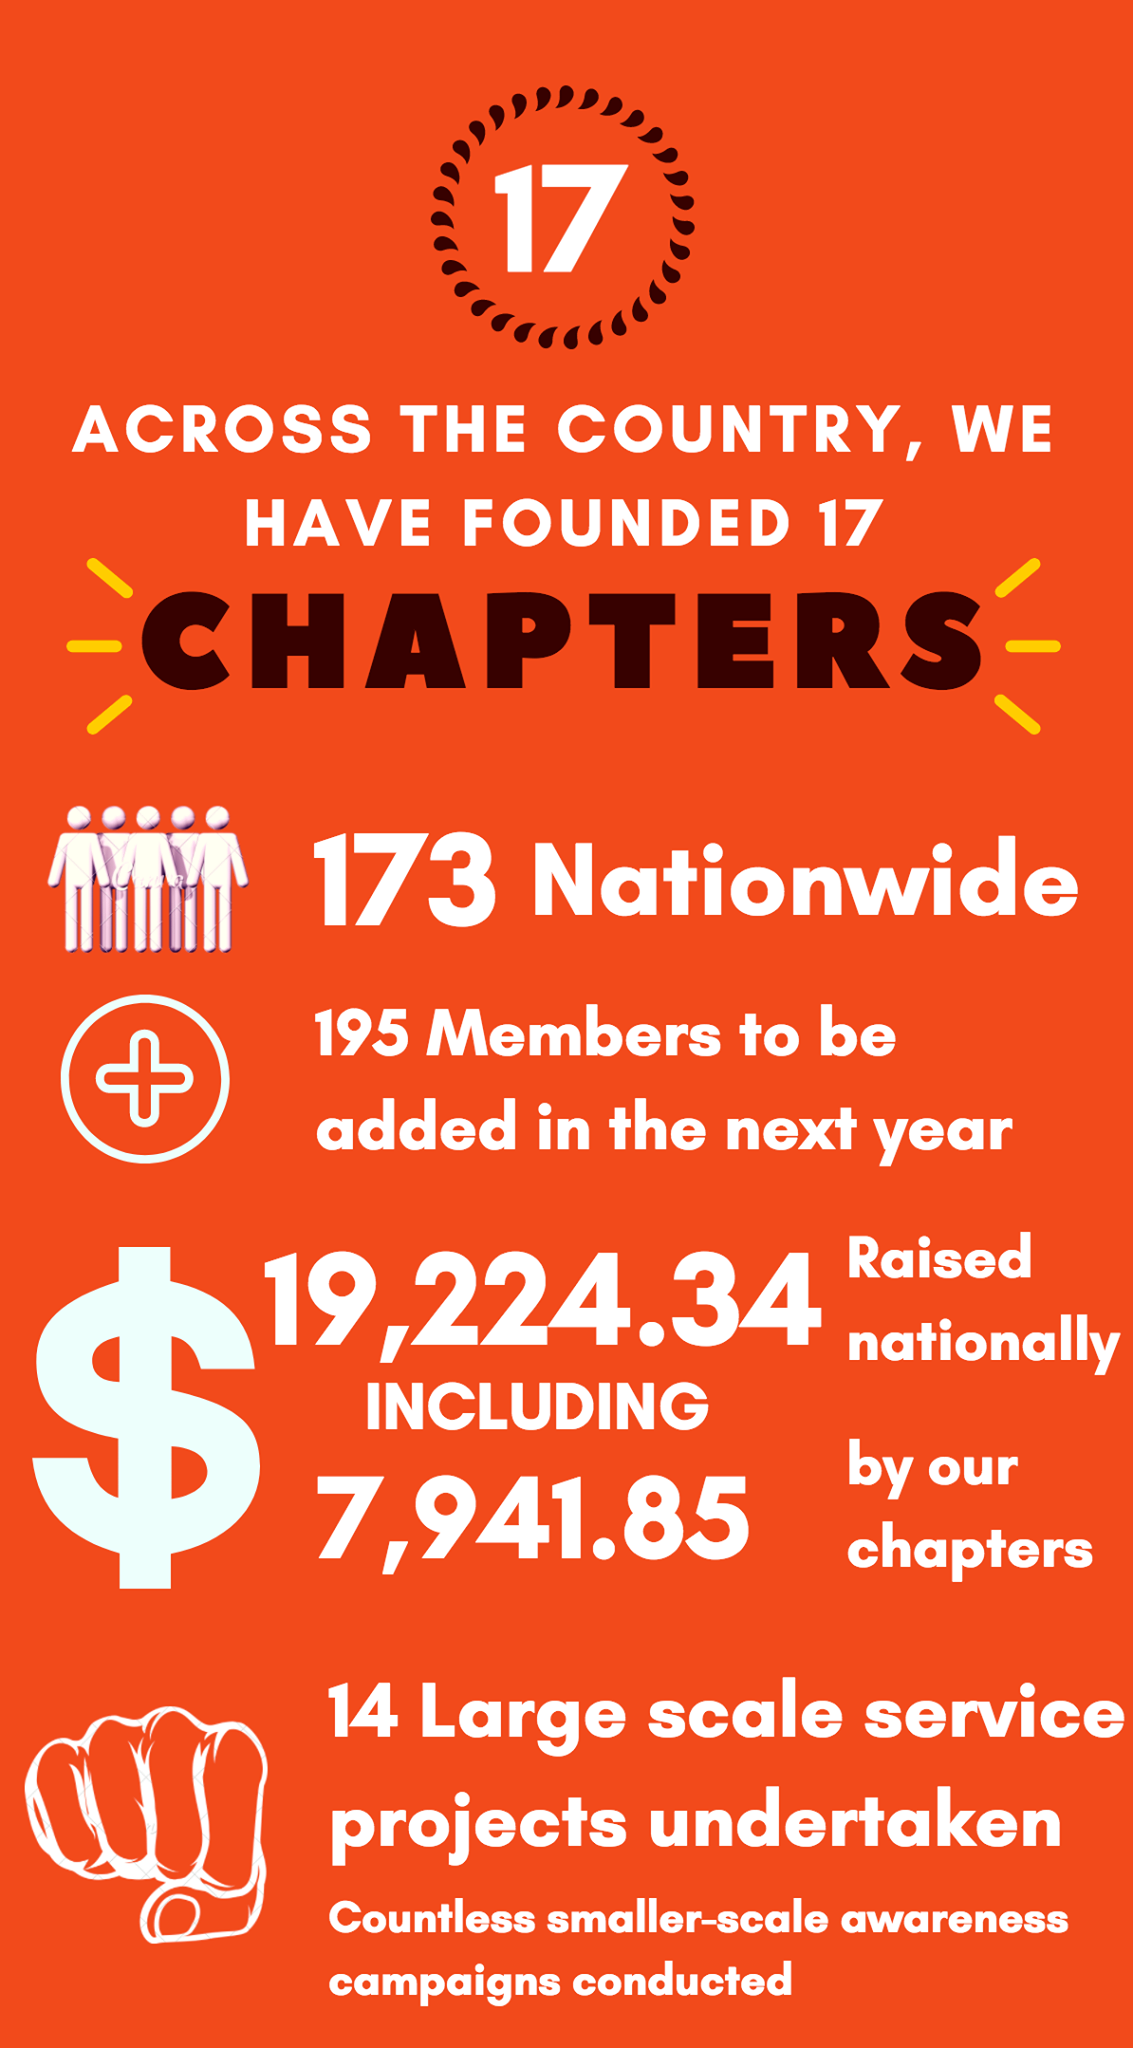 17
ACROSS THE COUNTRY, WE
HAVE FOUNDED 17
CHAPTERS
173 Nationwide
195 Members to be
added in the next year
$19,224.34 Raised
nationally
INCLUDING
7,941.85 by our
chapters
14 Large scale service
projects undertaken
Countless smaller-scale awareness
campaigns conducted